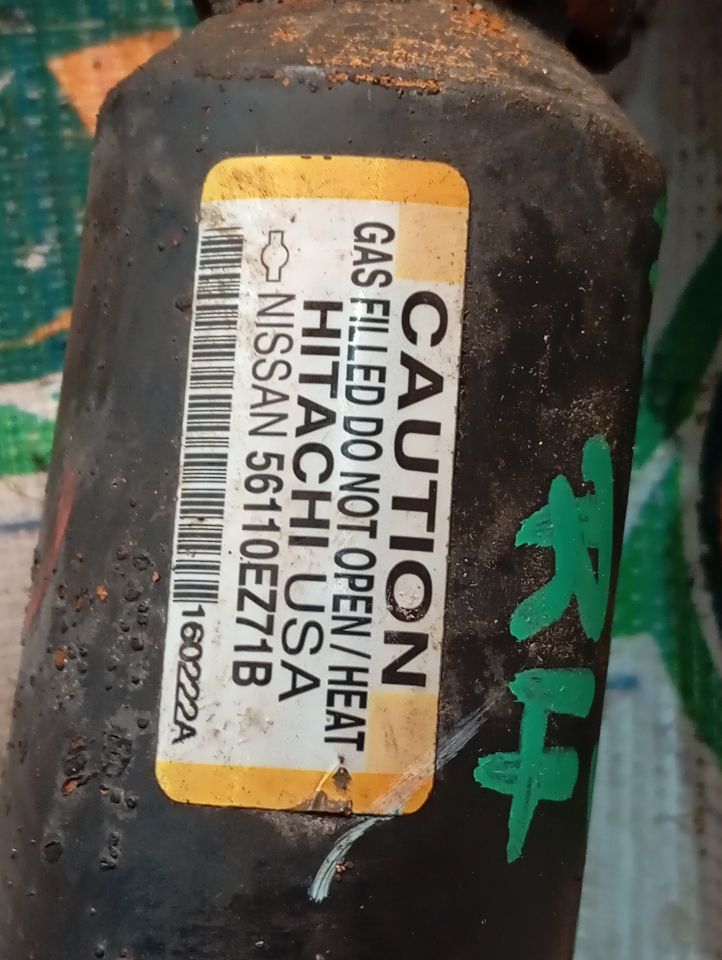 CAUTION
GAS FILLED DO NOT OPEN / HEAT
HITACHI USA
NISSAN 56110EZ71B
160222A
RH